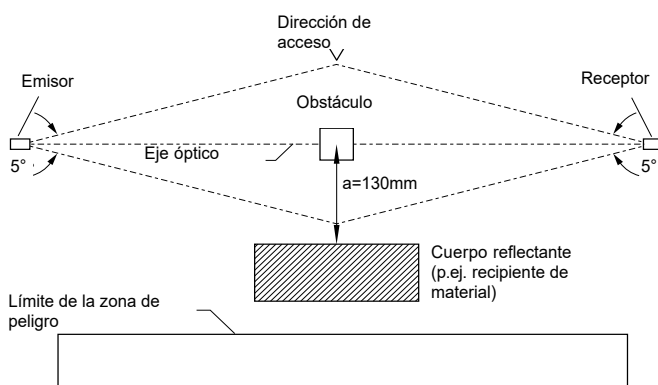 Dirección de
acceso
Emisor
Receptor
Obstáculo
Eje óptico
5°
5°
a=130mm
Cuerpo reflectante
(p.ej. recipiente de
material)
Límite de la zona de
peligro